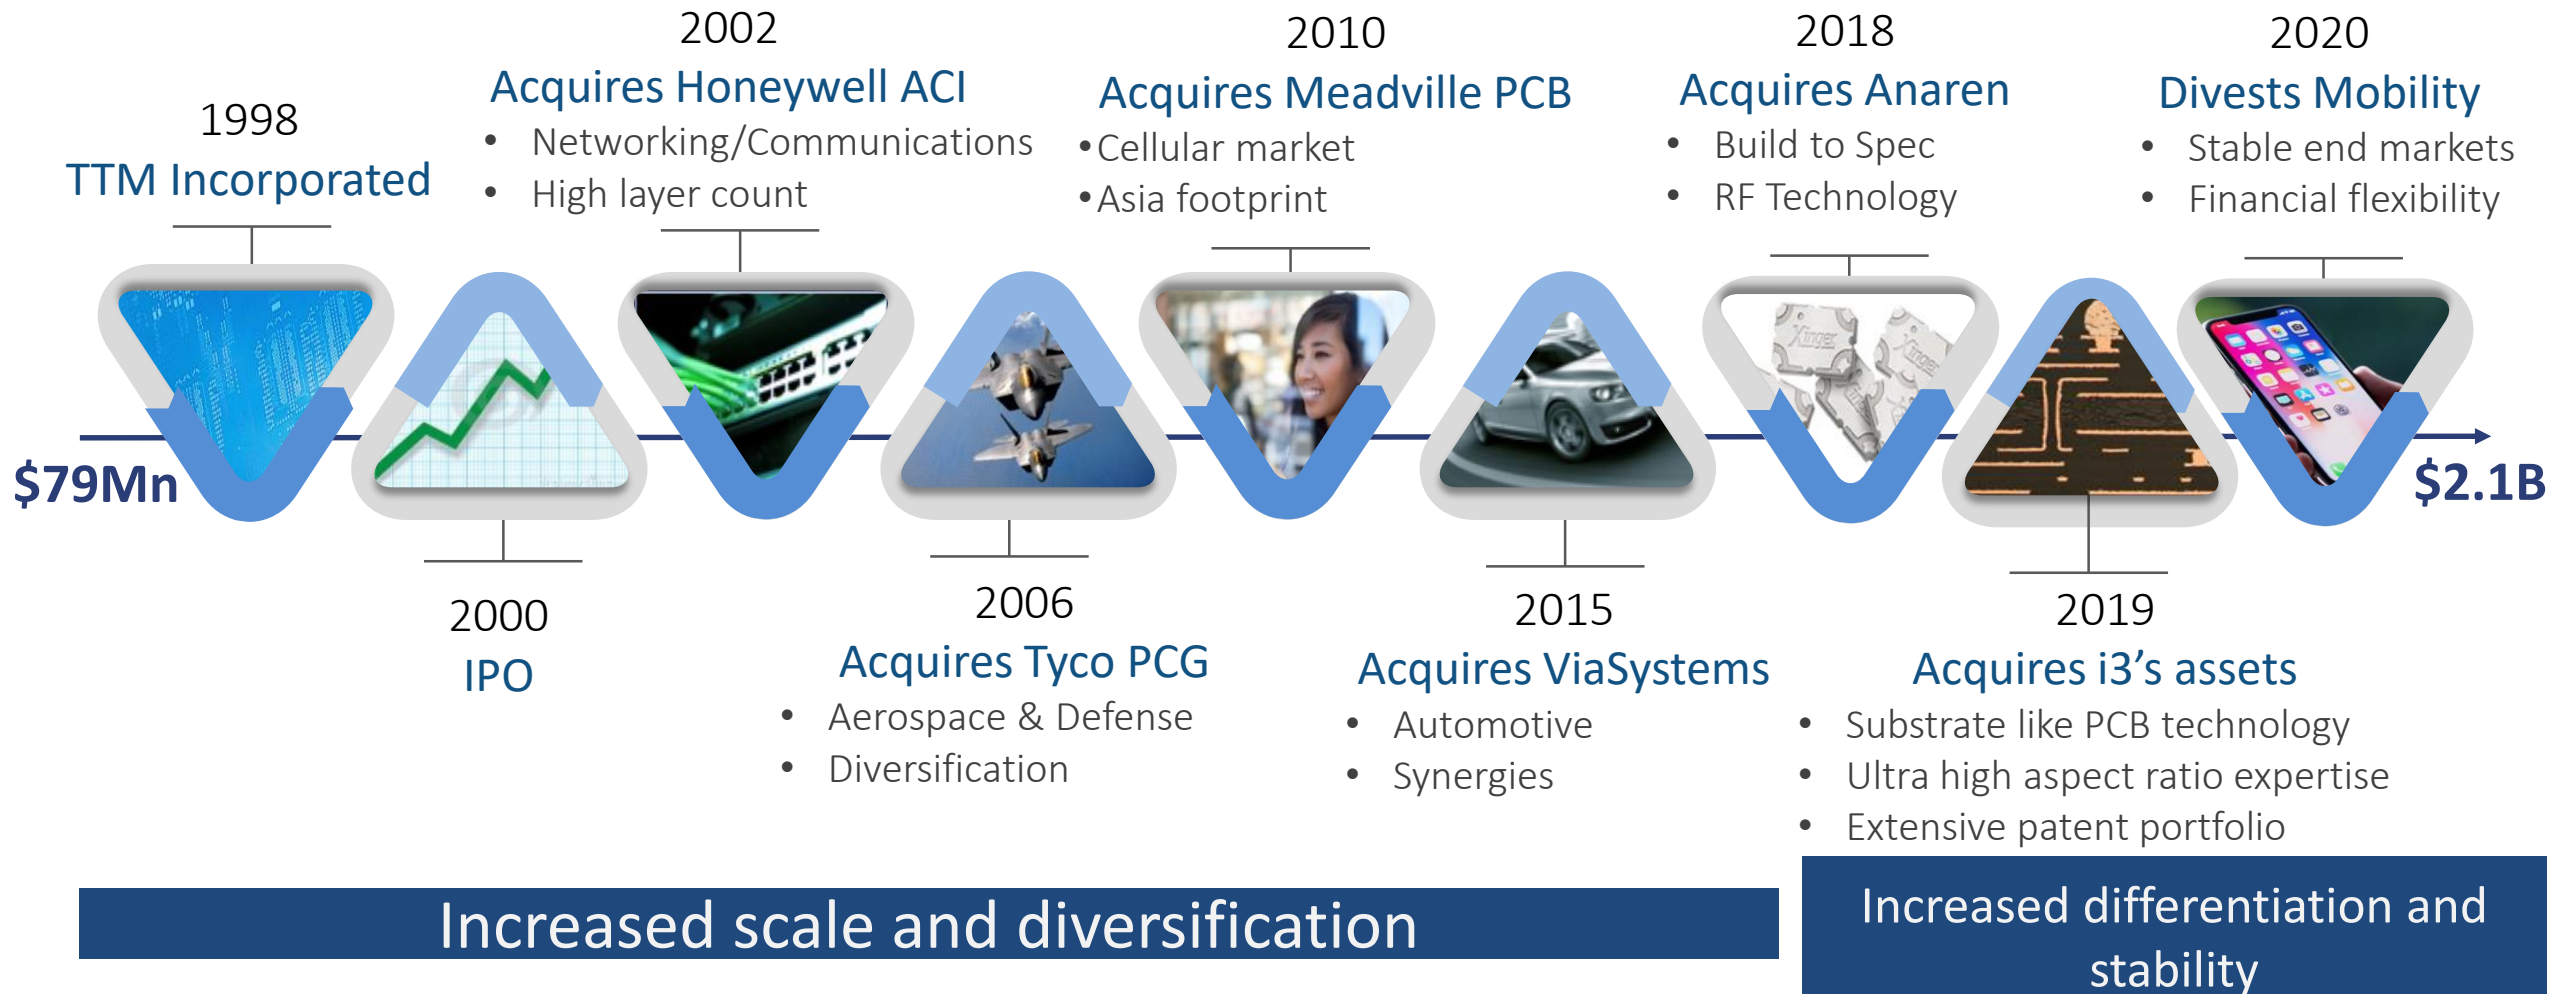 1998
TTM Incorporated
2002
Acquires Honeywell ACI
• Networking/Communications
• High layer count
2010
Acquires Meadville PCB
•Cellular market
•Asia footprint
2018
Acquires Anaren
• Build to Spec
• RF Technology
2020
Divests Mobility
• Stable end markets
• Financial flexibility
Xinger
Xinger
$79Mn
$2.1B
2000
IPO
2006
Acquires Tyco PCG
• Aerospace & Defense
• Diversification
2015
Acquires ViaSystems
• Automotive
• Synergies
2019
Acquires i3’s assets
• Substrate like PCB technology
• Ultra high aspect ratio expertise
• Extensive patent portfolio
Increased scale and diversification
Increased differentiation and
stability